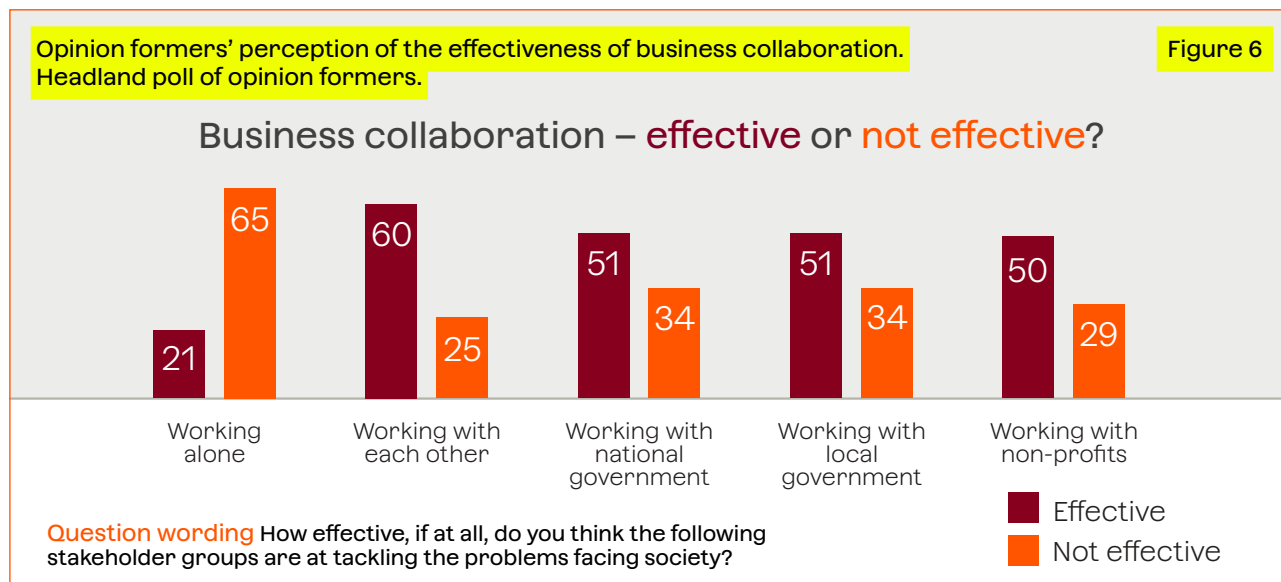 Opinion formers' perception of the effectiveness of business collaboration.
Headland poll of opinion formers.
Figure 6
Business collaboration – effective or not effective?
21
65
60
25
51
34
51
34
50
29
Working
alone
Working with
each other
Working with
national
government
Working with
local
government
Working with
non-profits
Question wording How effective, if at all, do you think the following
stakeholder groups are at tackling the problems facing society?
Effective
Not effective